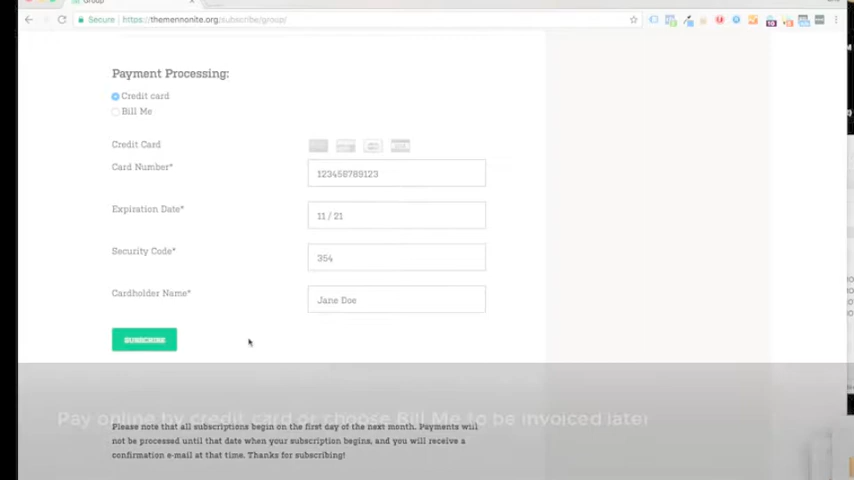 Group
Secure https://themennonite.org/subscribe/group/
Payment Processing:
Credit card
Bill Me
Credit Card
Card Number*
123456789123
Expiration Date*
11 / 21
Security Code*
354
Cardholder Name*
Jane Doe
SUBSCRIBE
Pay online by credit card or choose Bill Me to be invoiced later
Please note that all subscriptions begin on the first day of the next month. Payments will
not be processed until that date when your subscription begins, and you will receive a
confirmation e-mail at that time. Thanks for subscribing!